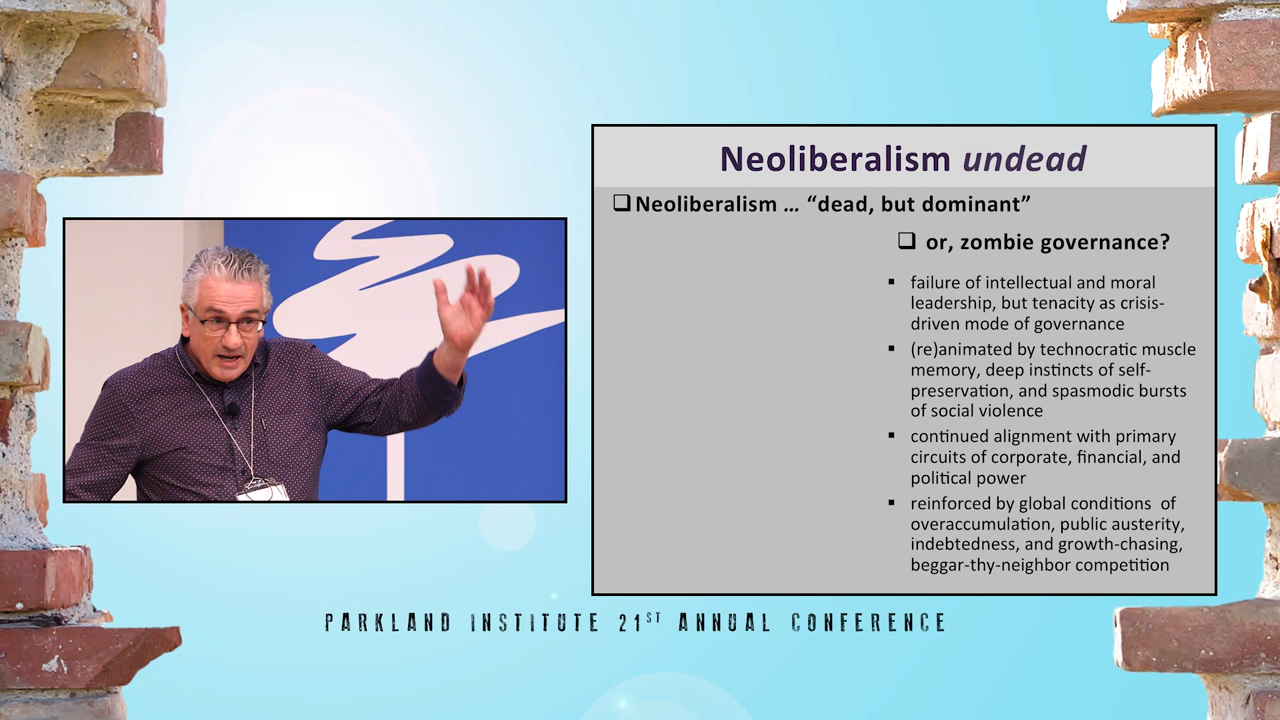 Neoliberalism undead
❑ Neoliberalism … “dead, but dominant”
❑ or, zombie governance?
▪ failure of intellectual and moral
leadership, but tenacity as crisis-
driven mode of governance
▪ (re)animated by technocratic muscle
memory, deep instincts of self-
preservation, and spasmodic bursts
of social violence
▪ continued alignment with primary
circuits of corporate, financial, and
political power
▪ reinforced by global conditions of
overaccumulation, public austerity,
indebtedness, and growth-chasing,
beggar-thy-neighbor competition
PARKLAND INSTITUTE 21ST ANNUAL CONFERENCE